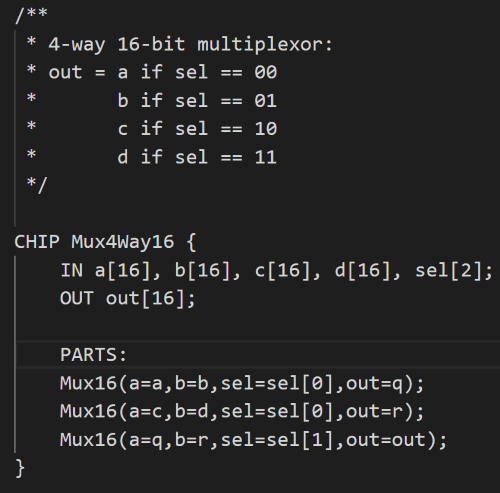 /**
 * 4-way 16-bit multiplexor:
 * out = a if sel == 00
 *       b if sel == 01
 *       c if sel == 10
 *       d if sel == 11
 */
CHIP Mux4Way16 {
    IN a[16], b[16], c[16], d[16], sel[2];
    OUT out[16];
    PARTS:
    Mux16(a=a,b=b,sel=sel[0],out=q);
    Mux16(a=c,b=d,sel=sel[0],out=r);
    Mux16(a=q,b=r,sel=sel[1],out=out);
}